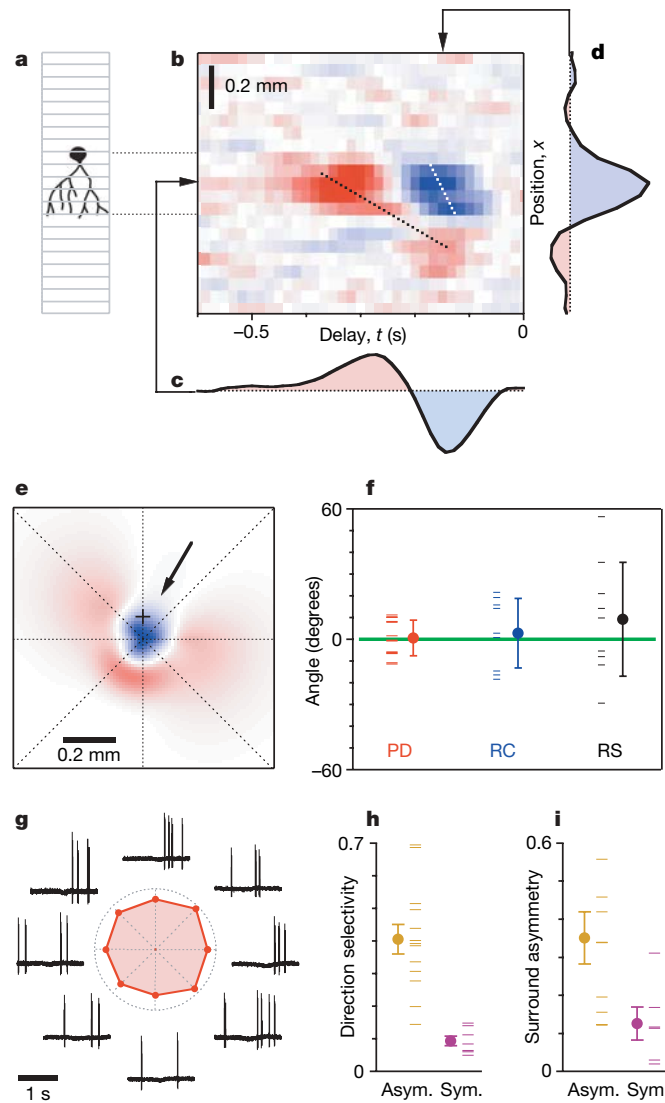 a
b
d
0.2 mm
Position, x
−0.5
Delay, t (s)
0
c
e
f
0.2 mm
Angle (degrees)
60
0
−60
PD
RC
RS
g
h
i
1 s
Direction selectivity
0.7
0
Asym. Sym.
Surround asymmetry
0.6
0
Asym. Sym.